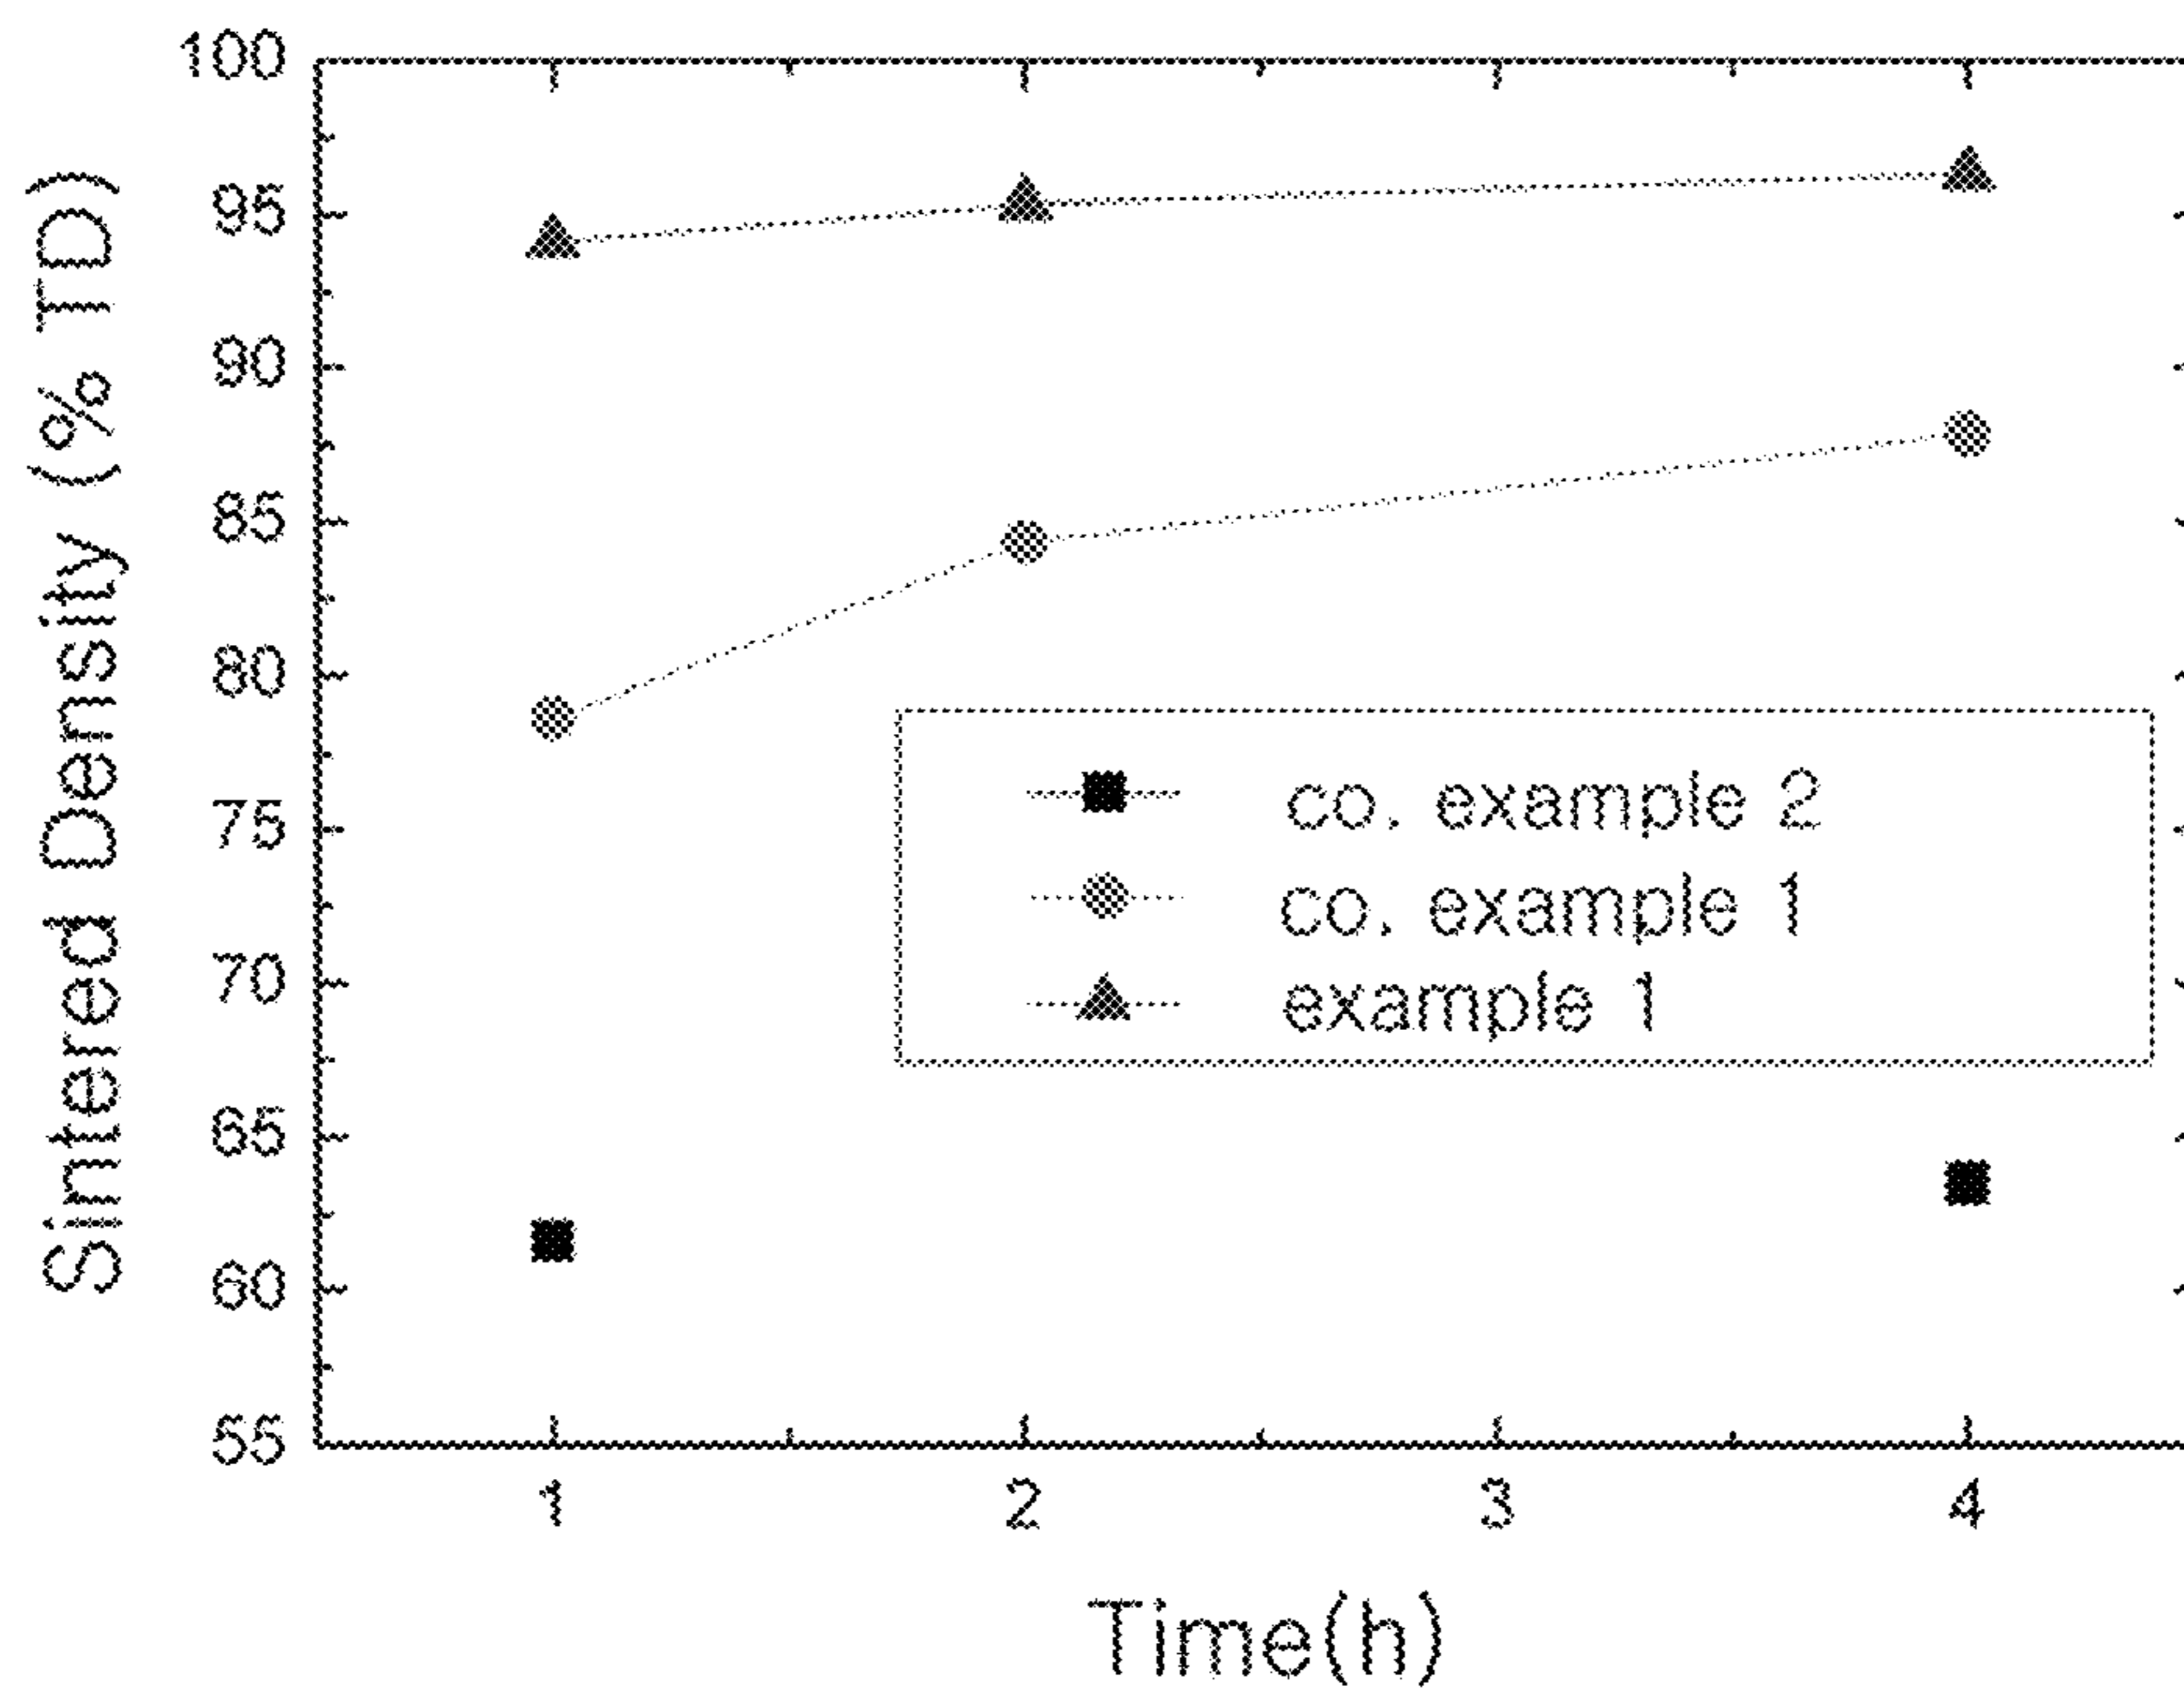 Sintered Density (% TD)
100
95
90
85
80
75
70
65
60
55
co. example 2
co. example 1
example 1
1 2 3 4
Time(h)